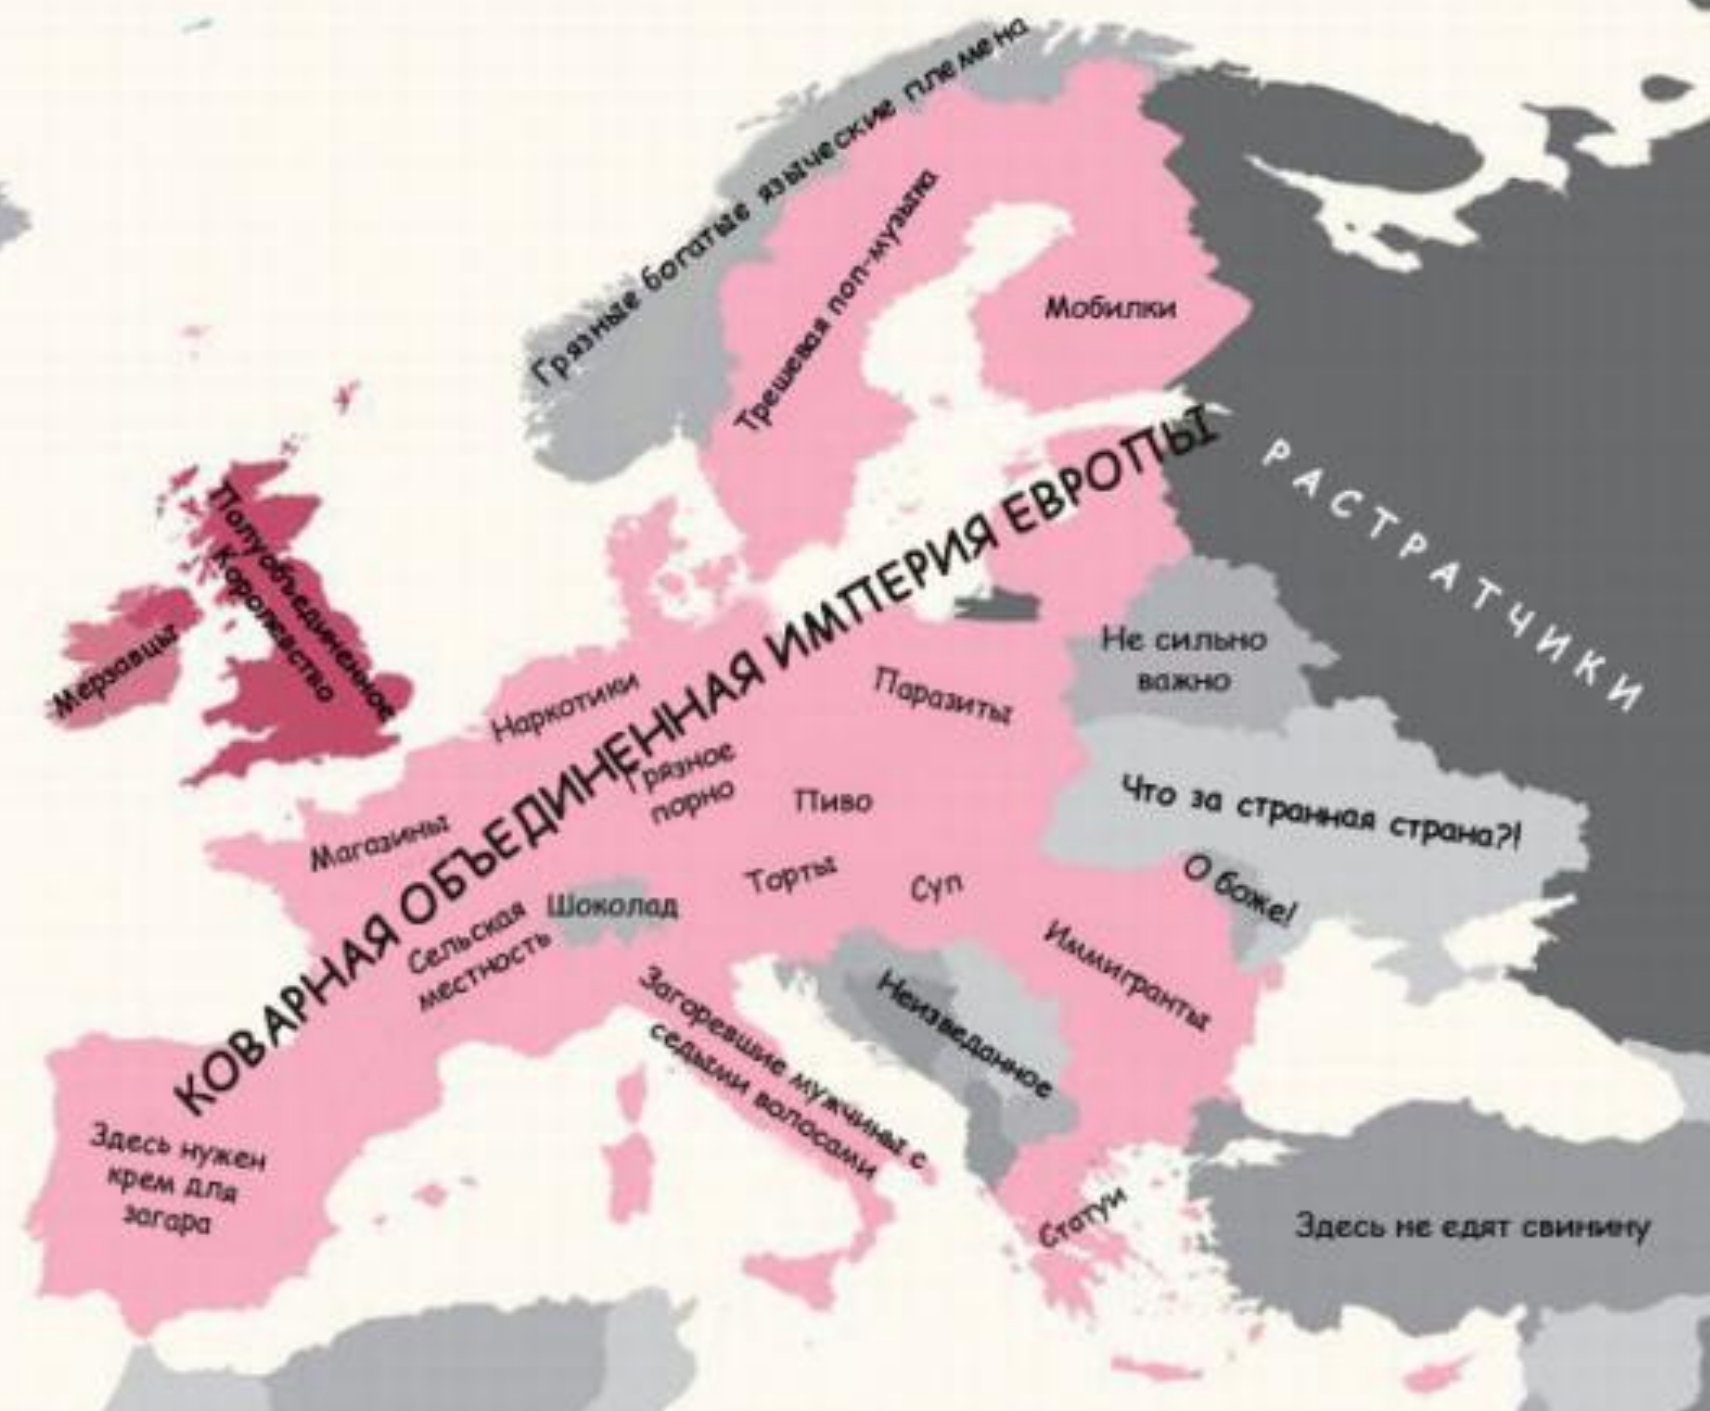 Грязные богатые языческие племена
Трешевая поп-музыка
Мобилки
КОВАРНАЯ ОБЪЕДИНЕННАЯ ИМПЕРИЯ ЕВРОПЫ
РАСТРАТЧИКИ
Полуобъединенное
Королевство
Мерзавцы
Не сильно
важно
Наркотики
Паразиты
Грязное
порно
Пиво
Что за странная страна?!
Магазины
Торты
Суп
О боже!
Шоколад
Сельская
местность
Иммигранты
Неизведанное
Загоревшие мужчины с
седыми волосами
Здесь нужен
крем для
загара
Статуи
Здесь не едят свинину